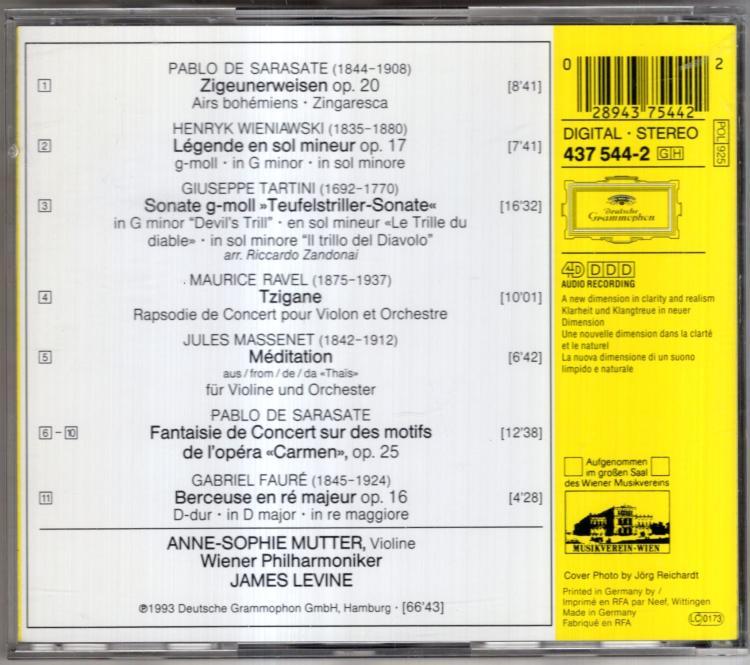 PABLO DE SARASATE (1844-1908)
1 Zigeunerweisen op. 20 [8'41]
Airs bohémiens · Zingaresca
HENRYK WIENIAWSKI (1835-1880)
2 Légende en sol mineur op. 17 [7'41]
g-moll · in G minor · in sol minore
GIUSEPPE TARTINI (1692-1770)
3 Sonate g-moll »Teufelstriller-Sonate« [16'32]
in G minor "Devil's Trill" · en sol mineur «Le Trille du
diable» · in sol minore "Il trillo del Diavolo"
arr. Riccardo Zandonai
MAURICE RAVEL (1875-1937)
4 Tzigane [10'01]
Rapsodie de Concert pour Violon et Orchestre
JULES MASSENET (1842-1912)
5 Méditation [6'42]
aus / from / de / da «Thaïs»
für Violine und Orchester
PABLO DE SARASATE
6 - 10 Fantaisie de Concert sur des motifs [12'38]
de l'opéra «Carmen», op. 25
GABRIEL FAURÉ (1845-1924)
11 Berceuse en ré majeur op. 16 [4'28]
D-dur · in D major · in re maggiore
ANNE-SOPHIE MUTTER, Violine
Wiener Philharmoniker
JAMES LEVINE
℗1993 Deutsche Grammophon GmbH, Hamburg · [66'43]
0 28943 75442 2
DIGITAL · STEREO
437 544-2 GH
POL 925
Deutsche
Grammophon
4D DDD
AUDIO RECORDING
A new dimension in clarity and realism
Klarheit und Klangtreue in neuer
Dimension
Une nouvelle dimension dans la clarté
et le naturel
La nuova dimensione di un suono
limpido e naturale
Aufgenommen
im großen Saal
des Wiener Musikvereins
MUSIKVEREIN-WIEN
Cover Photo by Jörg Reichardt
Printed in Germany by /
Imprimé en RFA par Neef, Wittingen
Made in Germany
Fabriqué en RFA
LC 0173